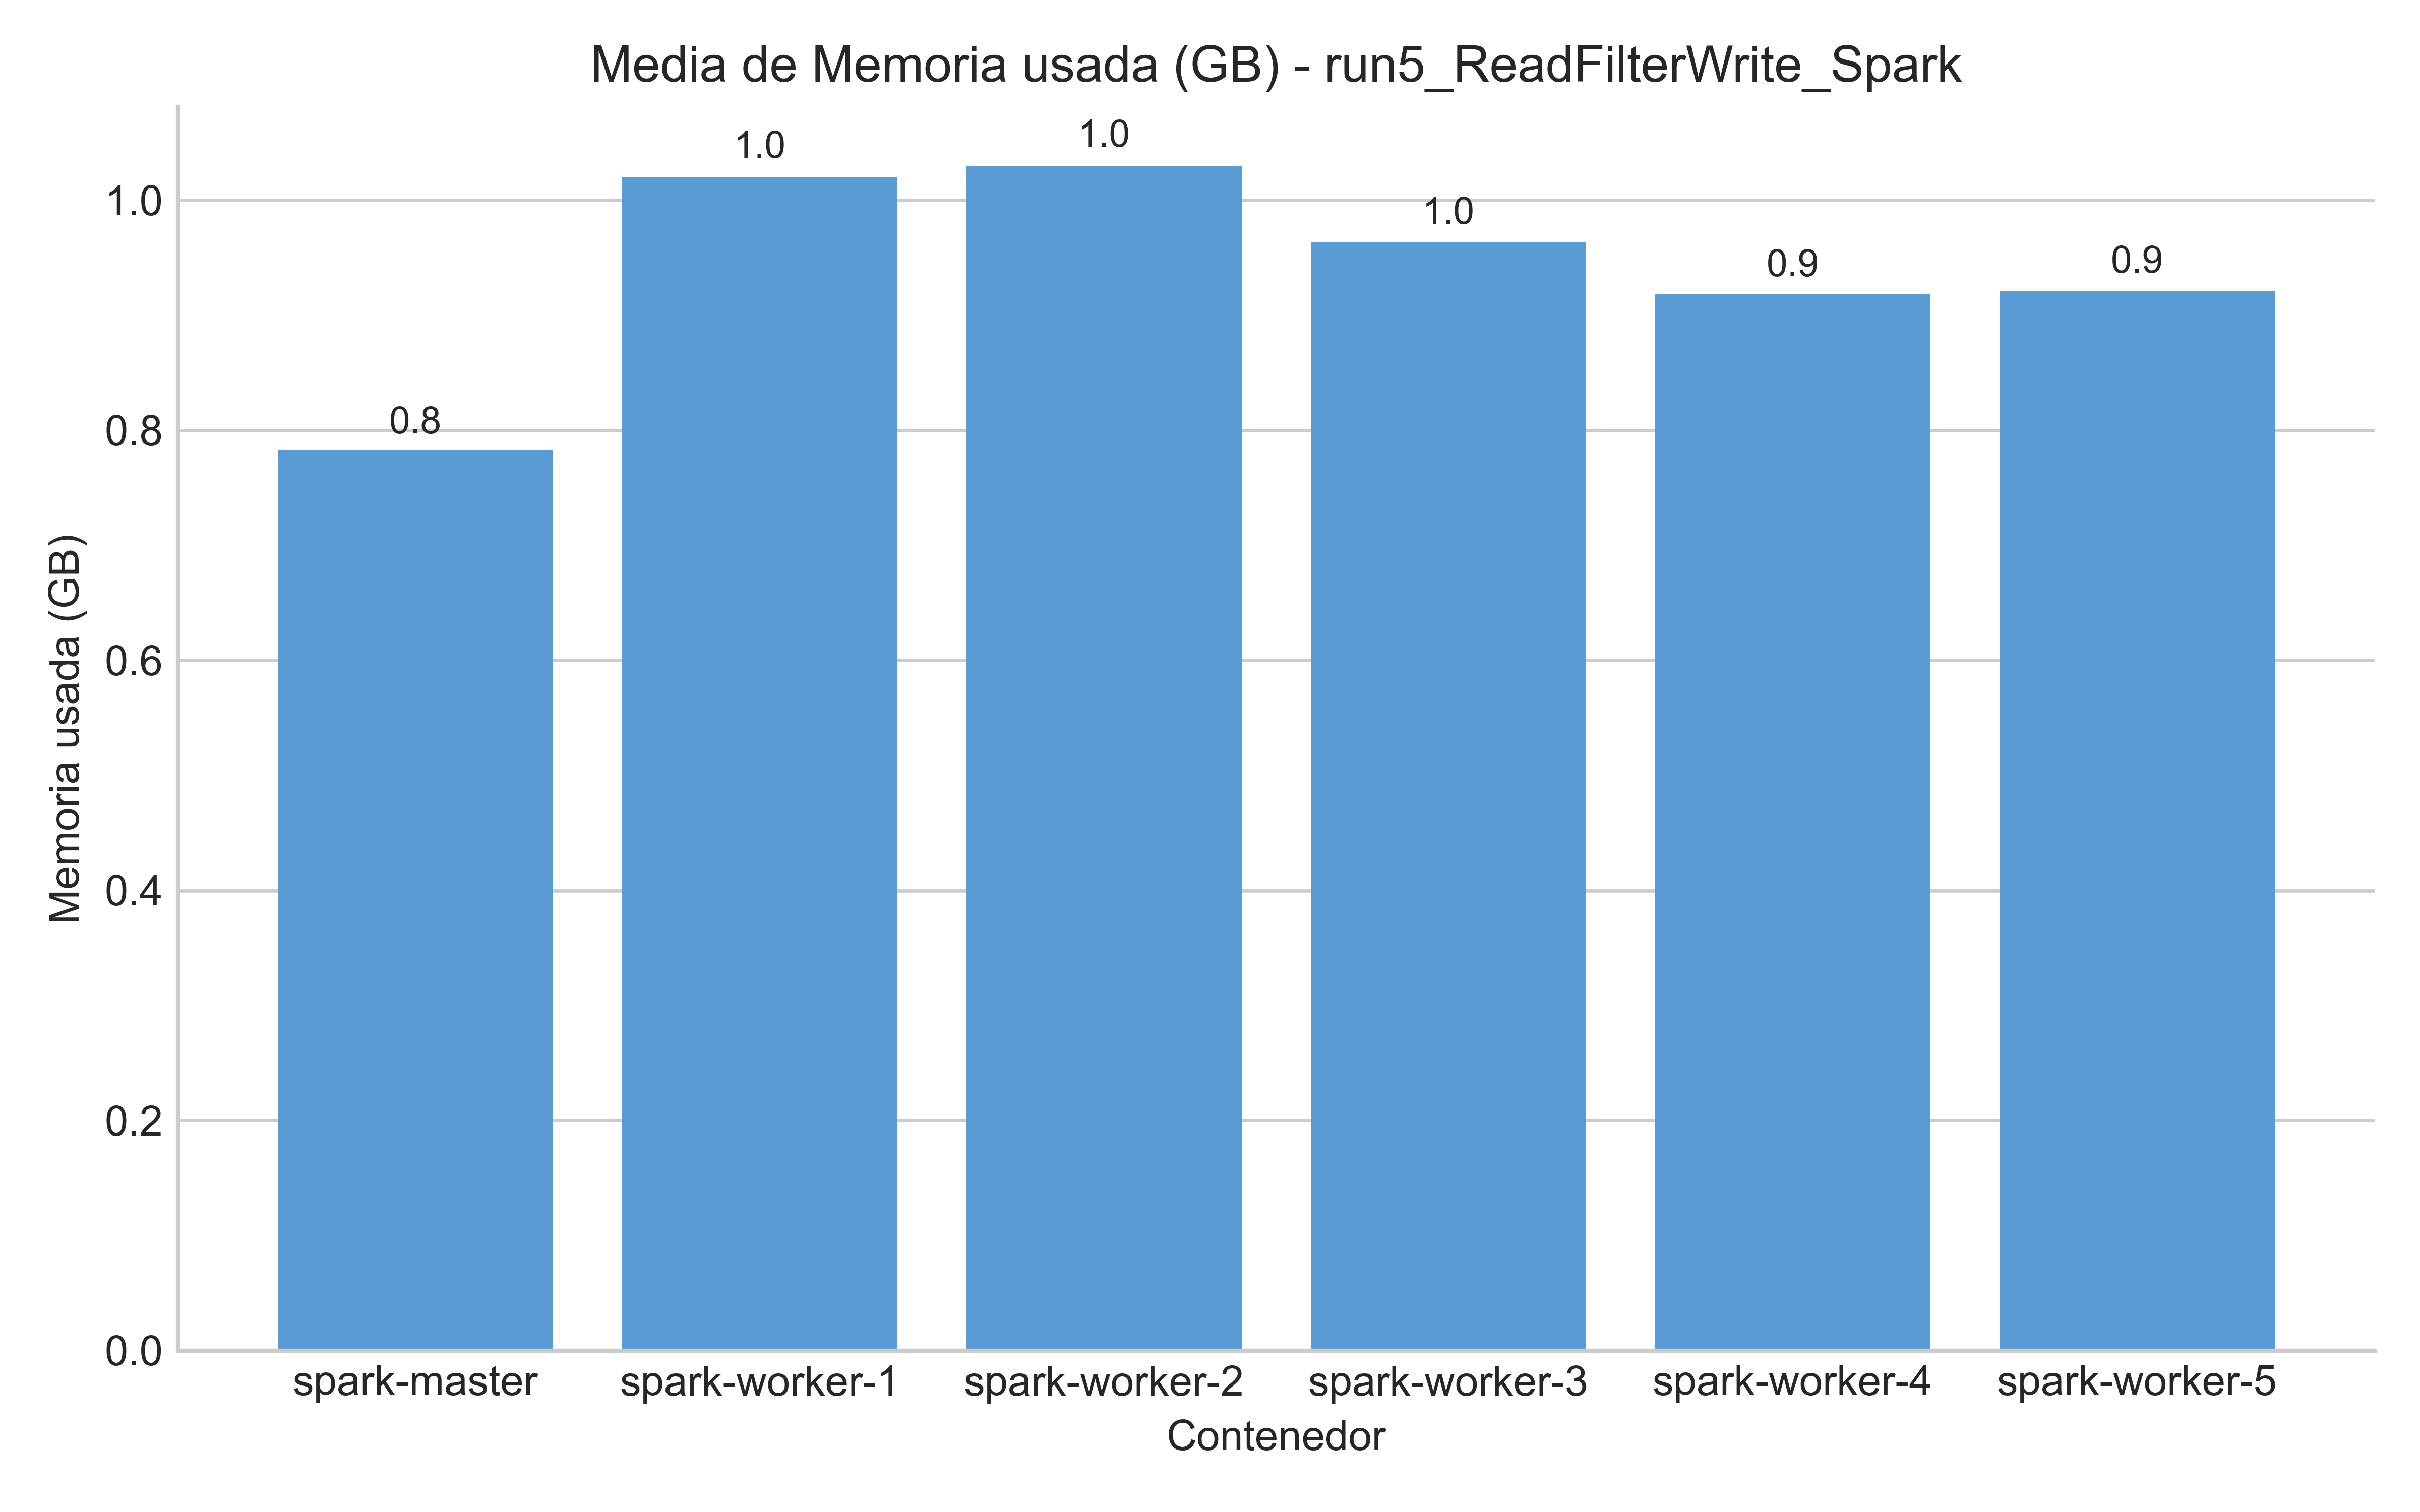 Media de Memoria usada (GB) - run5_ReadFilterWrite_Spark
1.0
1.0
1.0
0.9
0.9
0.8
1.0
0.8
0.6
0.4
0.2
0.0
Memoria usada (GB)
spark-master
spark-worker-1
spark-worker-2
spark-worker-3
spark-worker-4
spark-worker-5
Contenedor